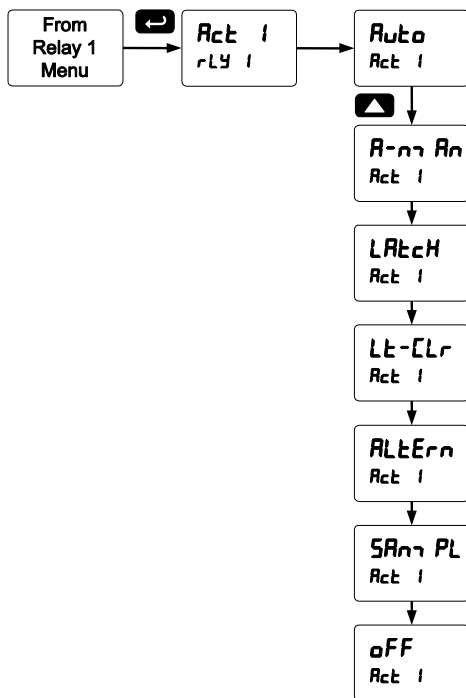 From
Relay 1
Menu
Act 1
rLY 1
Auto
Act 1
A-mAn
Act 1
LAtcH
Act 1
Lt-CLr
Act 1
ALtErn
Act 1
SAmPL
Act 1
oFF
Act 1